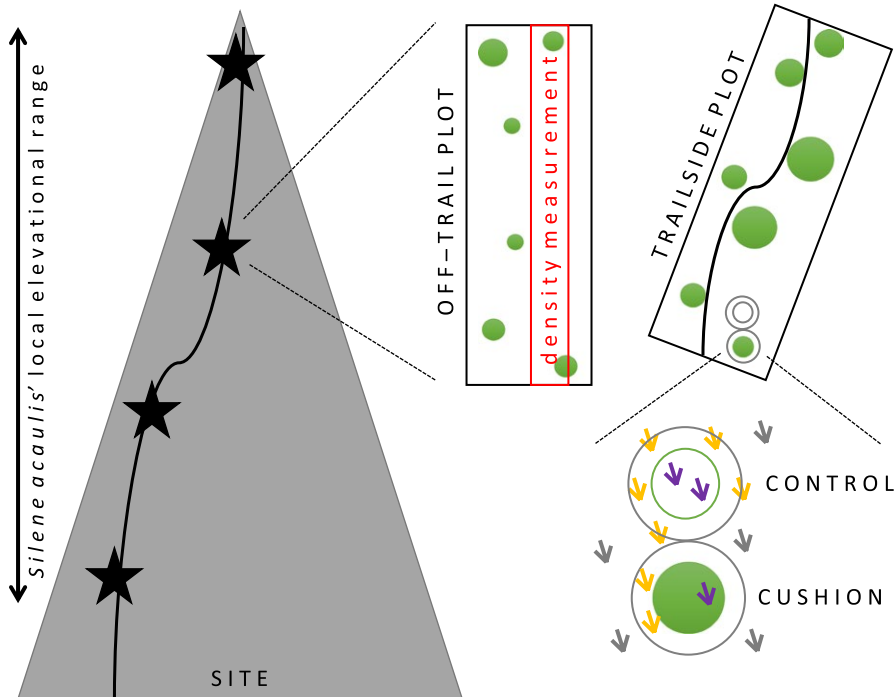 Silene acaulis’ local elevational range
SITE
OFF–TRAIL PLOT
density measurement
TRAILSIDE PLOT
CONTROL
CUSHION